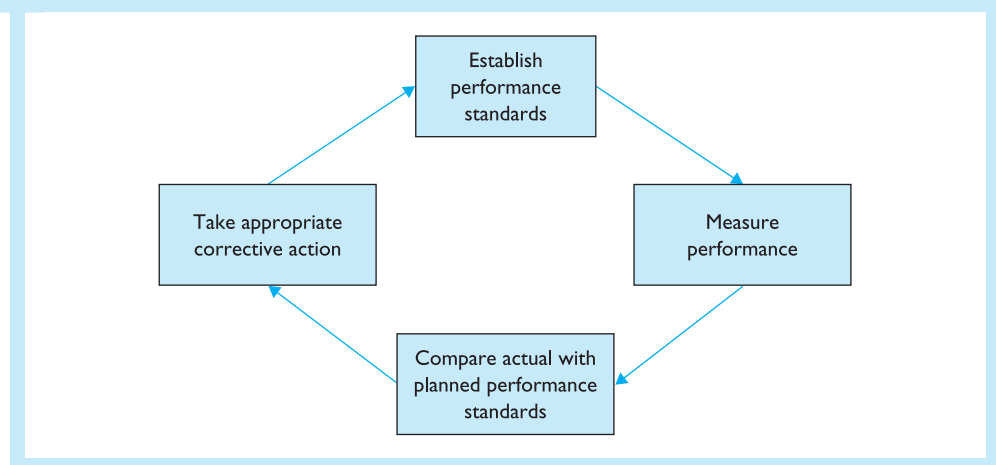 Establish
performance
standards
Take appropriate
corrective action
Measure
performance
Compare actual with
planned performance
standards